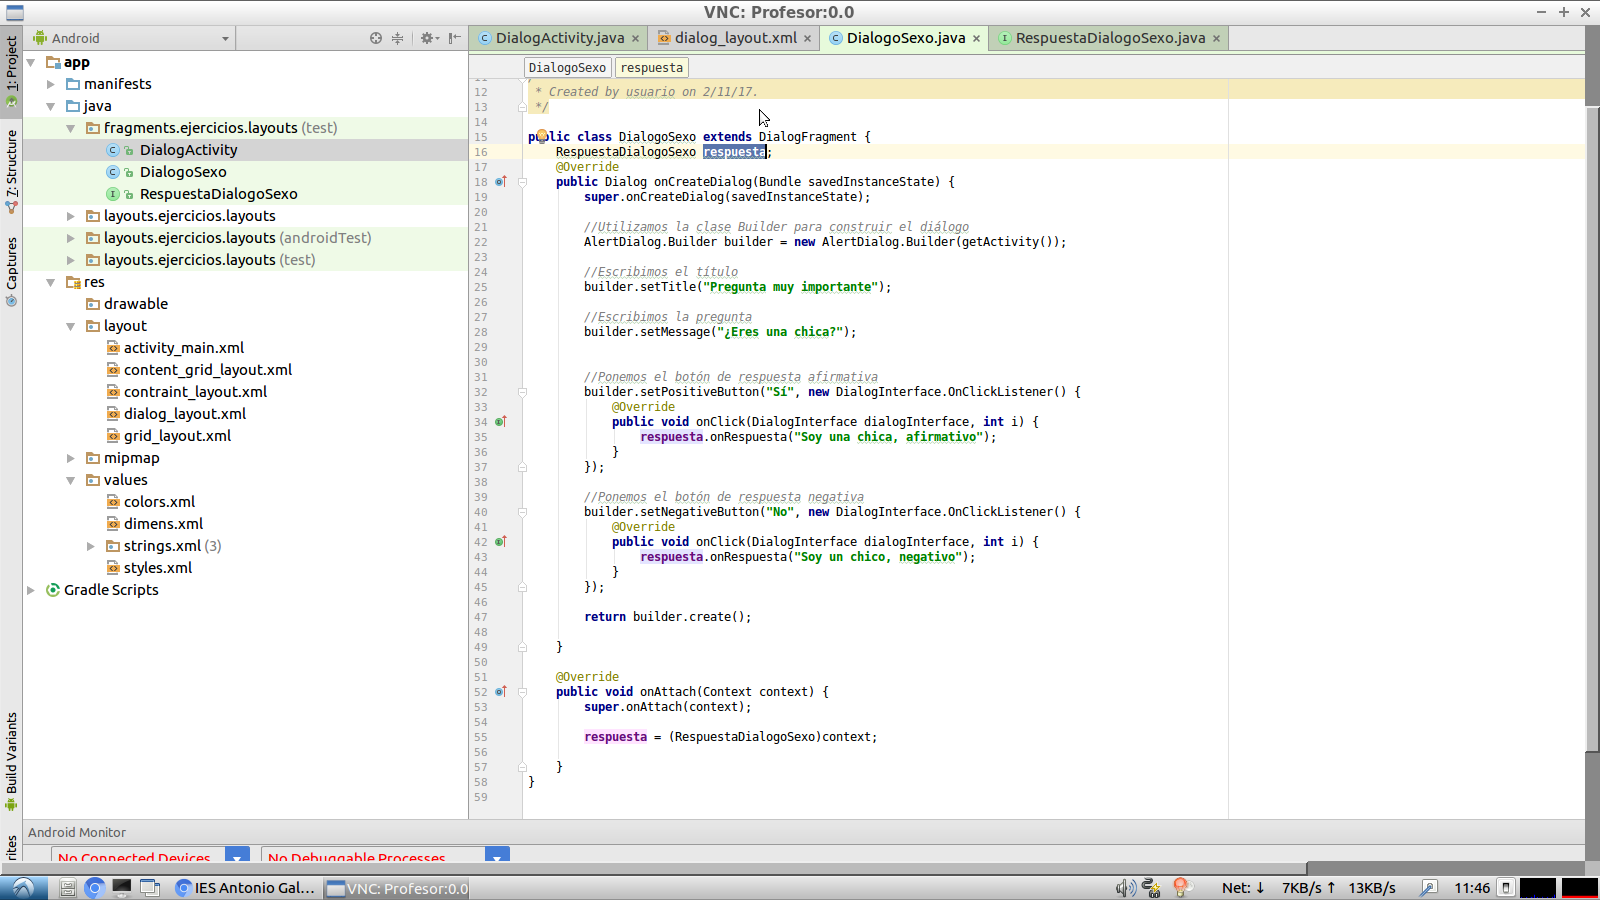 VNC: Profesor:0.0
Android
DialogActivity.java
dialog_layout.xml
DialogoSexo.java
RespuestaDialogoSexo.java
1: Project
7: Structure
Captures
Build Variants
app
manifests
java
fragments.ejercicios.layouts (test)
DialogActivity
DialogoSexo
RespuestaDialogoSexo
layouts.ejercicios.layouts
layouts.ejercicios.layouts (androidTest)
layouts.ejercicios.layouts (test)
res
drawable
layout
activity_main.xml
content_grid_layout.xml
contraint_layout.xml
dialog_layout.xml
grid_layout.xml
mipmap
values
colors.xml
dimens.xml
strings.xml (3)
styles.xml
Gradle Scripts
DialogoSexo respuesta
12 * Created by usuario on 2/11/17.
13 */
14
15 public class DialogoSexo extends DialogFragment {
16 RespuestaDialogoSexo respuesta;
17 @Override
18 public Dialog onCreateDialog(Bundle savedInstanceState) {
19 super.onCreateDialog(savedInstanceState);
20
21 //Utilizamos la clase Builder para construir el diálogo
22 AlertDialog.Builder builder = new AlertDialog.Builder(getActivity());
23
24 //Escribimos el título
25 builder.setTitle("Pregunta muy importante");
26
27 //Escribimos la pregunta
28 builder.setMessage("¿Eres una chica?");
29
30
31 //Ponemos el botón de respuesta afirmativa
32 builder.setPositiveButton("Sí", new DialogInterface.OnClickListener() {
33 @Override
34 public void onClick(DialogInterface dialogInterface, int i) {
35 respuesta.onRespuesta("Soy una chica, afirmativo");
36 }
37 });
38
39 //Ponemos el botón de respuesta negativa
40 builder.setNegativeButton("No", new DialogInterface.OnClickListener() {
41 @Override
42 public void onClick(DialogInterface dialogInterface, int i) {
43 respuesta.onRespuesta("Soy un chico, negativo");
44 }
45 });
46
47 return builder.create();
48
49 }
50
51 @Override
52 public void onAttach(Context context) {
53 super.onAttach(context);
54
55 respuesta = (RespuestaDialogoSexo)context;
56
57 }
58 }
59
Android Monitor
No Connected Devices
No Debuggable Processes
IES Antonio Gal...
VNC: Profesor:0.0
Net: ↓ 7KB/s ↑ 13KB/s
11:46